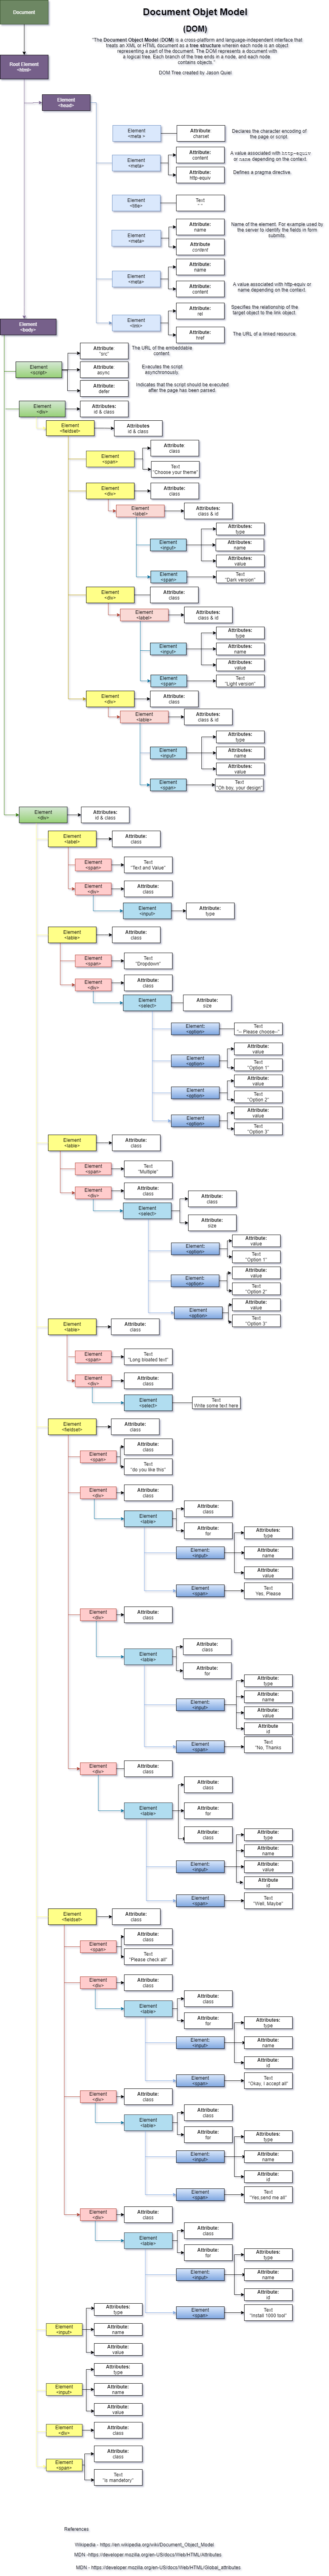 Document
Document Objet Model
(DOM)
"The Document Object Model (DOM) is a cross-platform and language-independent interface that
treats an XML or HTML document as a tree structure wherein each node is an object
representing a part of the document. The DOM represents a document with
a logical tree. Each branch of the tree ends in a node, and each node
contains objects."
DOM Tree created by Jason Quiel
Root Element
<html>
Element
<head>
Element
<meta >
Attribute
charset
Declares the character encoding of
the page or script.
Element
<meta>
Attribute:
content
A value associated with http-equiv
or name depending on the context.
Attribute:
http-equiv
Defines a pragma directive.
Element
<title>
Text
" "
Element
<meta>
Attribute:
name
Name of the element. For example used by
the server to identify the fields in form
submits.
Attribute
content
Element
<meta>
Attribute:
name
Attribute:
content
A value associated with http-equiv or
name depending on the context.
Element
<link>
Attribute:
rel
Specifies the relationship of the
target object to the link object.
Attribute:
href
The URL of a linked resource.
Element
<body>
Element
<script>
Attribute:
"src"
The URL of the embeddable
content.
Attribute:
async
Executes the script
asynchronously.
Attribute:
defer
Indicates that the script should be executed
after the page has been parsed.
Element
<div>
Attributes:
id & class
Element
<fieldset>
Attributes
id & class
Element
<span>
Attribute:
class
Text
"Choose your theme"
Element
<div>
Attribute:
class
Element
<label>
Attributes:
class & id
Element
<input>
Attributes:
type
Attributes:
name
Attributes:
value
Element
<span>
Text
"Dark version"
Element
<div>
Attribute:
class
Element
<label>
Attributes:
class & id
Element
<input>
Attributes:
type
Attributes:
name
Attributes:
value
Element
<span>
Text
"Light version"
Element
<div>
Attribute:
class
Element
<table>
Attributes:
class & id
Element
<input>
Attributes:
type
Attributes:
name
Attributes:
value
Element
<span>
Text
"Oh boy, your design"
Element
<div>
Attributes:
id & class
Element
<label>
Attribute:
class
Element
<span>
Text
"Text and Value"
Element
<div>
Attribute:
class
Element
<input>
Attribute:
type
Element
<lable>
Attribute:
class
Element
<span>
Text
"Dropdown"
Element
<div>
Attribute:
class
Element
<select>
Attribute:
size
Element:
<option>
Text
"-- Please choose--"
Element
<option>
Attribute:
value
Text
"Option 1"
Element
<option>
Attribute:
value
Text
"Option 2"
Element:
<option>
Attribute:
value
Text
"Option 3"
Element
<lable>
Attribute:
class
Element
<span>
Text
"Multiple"
Element
<div>
Attribute:
class
Element
<select>
Attribute:
class
Attribute:
size
Element:
<option>
Attribute:
value
Text
"Option 1"
Element:
<option>
Attribute:
value
Text
"Option 2"
Element
<option>
Attribute:
value
Text
"Option 3"
Element
<lable>
Attribute:
class
Element
<span>
Text
"Long bloated text"
Element
<div>
Attribute:
class
Element
<select>
Text
Write some text here
Element
<fieldset>
Attribute:
class
Element
<span>
Attribute:
class
Text
"do you like this"
Element
<div>
Attribute:
class
Element
<lable>
Attribute:
class
Attribute:
for
Element:
<input>
Attributes:
type
Attribute:
name
Attribute:
value
Element
<span>
Text
Yes, Please
Element
<div>
Attribute:
class
Element
<lable>
Attribute:
class
Attribute:
for
Element:
<input>
Attribute:
type
Attribute:
name
Attribute:
value
Attribute
id
Element
<span>
Text
"No, Thanks
Element
<div>
Attribute:
class
Element
<lable>
Attribute:
class
Attribute:
for
Attribute:
class
Element:
<input>
Attribute:
type
Attribute:
name
Attribute:
value
Attribute
id
Element
<span>
Text
"Well, Maybe"
Element
<fieldset>
Attribute:
class
Element
<span>
Attribute:
class
Text
"Please check all"
Element
<div>
Attribute:
class
Element
<lable>
Attribute:
class
Attribute:
for
Element:
<input>
Attributes:
type
Attribute:
name
Attribute:
id
Element
<span>
Text
"Okay, I accept all"
Element
<div>
Attribute:
class
Element
<lable>
Attribute:
class
Attribute:
for
Element:
<input>
Attributes:
type
Attribute:
name
Attribute:
id
Element
<span>
Text
"Yes,send me all"
Element
<div>
Attribute:
class
Element
<lable>
Attribute:
class
Attribute:
for
Element:
<input>
Attributes:
type
Attribute:
name
Attribute:
id
Element
<span>
Text
"Install 1000 tool"
Element
<input>
Attributes:
type
Attribute:
name
Attribute:
value
Element
<input>
Attributes:
type
Attribute:
name
Attribute:
value
Element
<div>
Attribute:
class
Element
<span>
Attribute:
class
Text
"is mandatory"
References
Wikipedia - https://en.wikipedia.org/wiki/Document_Object_Model
MDN -https://developer.mozilla.org/en-US/docs/Web/HTML/Attributes
MDN - https://developer.mozilla.org/en-US/docs/Web/HTML/Global_attributes